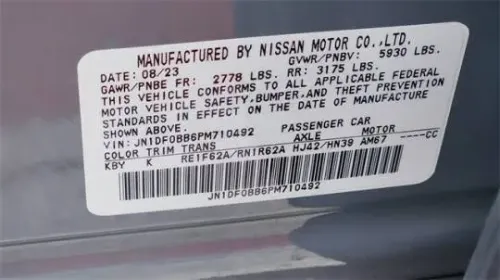 MANUFACTURED BY NISSAN MOTOR CO.,LTD.
DATE: 08/23 GVWR/PNBV: 5930 LBS.
GAWR/PNBE FR: 2778 LBS. RR: 3175 LBS.
THIS VEHICLE CONFORMS TO ALL APPLICABLE FEDERAL
MOTOR VEHICLE SAFETY, BUMPER, AND THEFT PREVENTION
STANDARDS IN EFFECT ON THE DATE OF MANUFACTURE
SHOWN ABOVE.
VIN: JN1DF0BB6PM710492 PASSENGER CAR
COLOR TRIM TRANS AXLE MOTOR ----CC
KBY K RE1F62A/RN1R62A HJ42/HN39 AM67
JN1DF0BB6PM710492